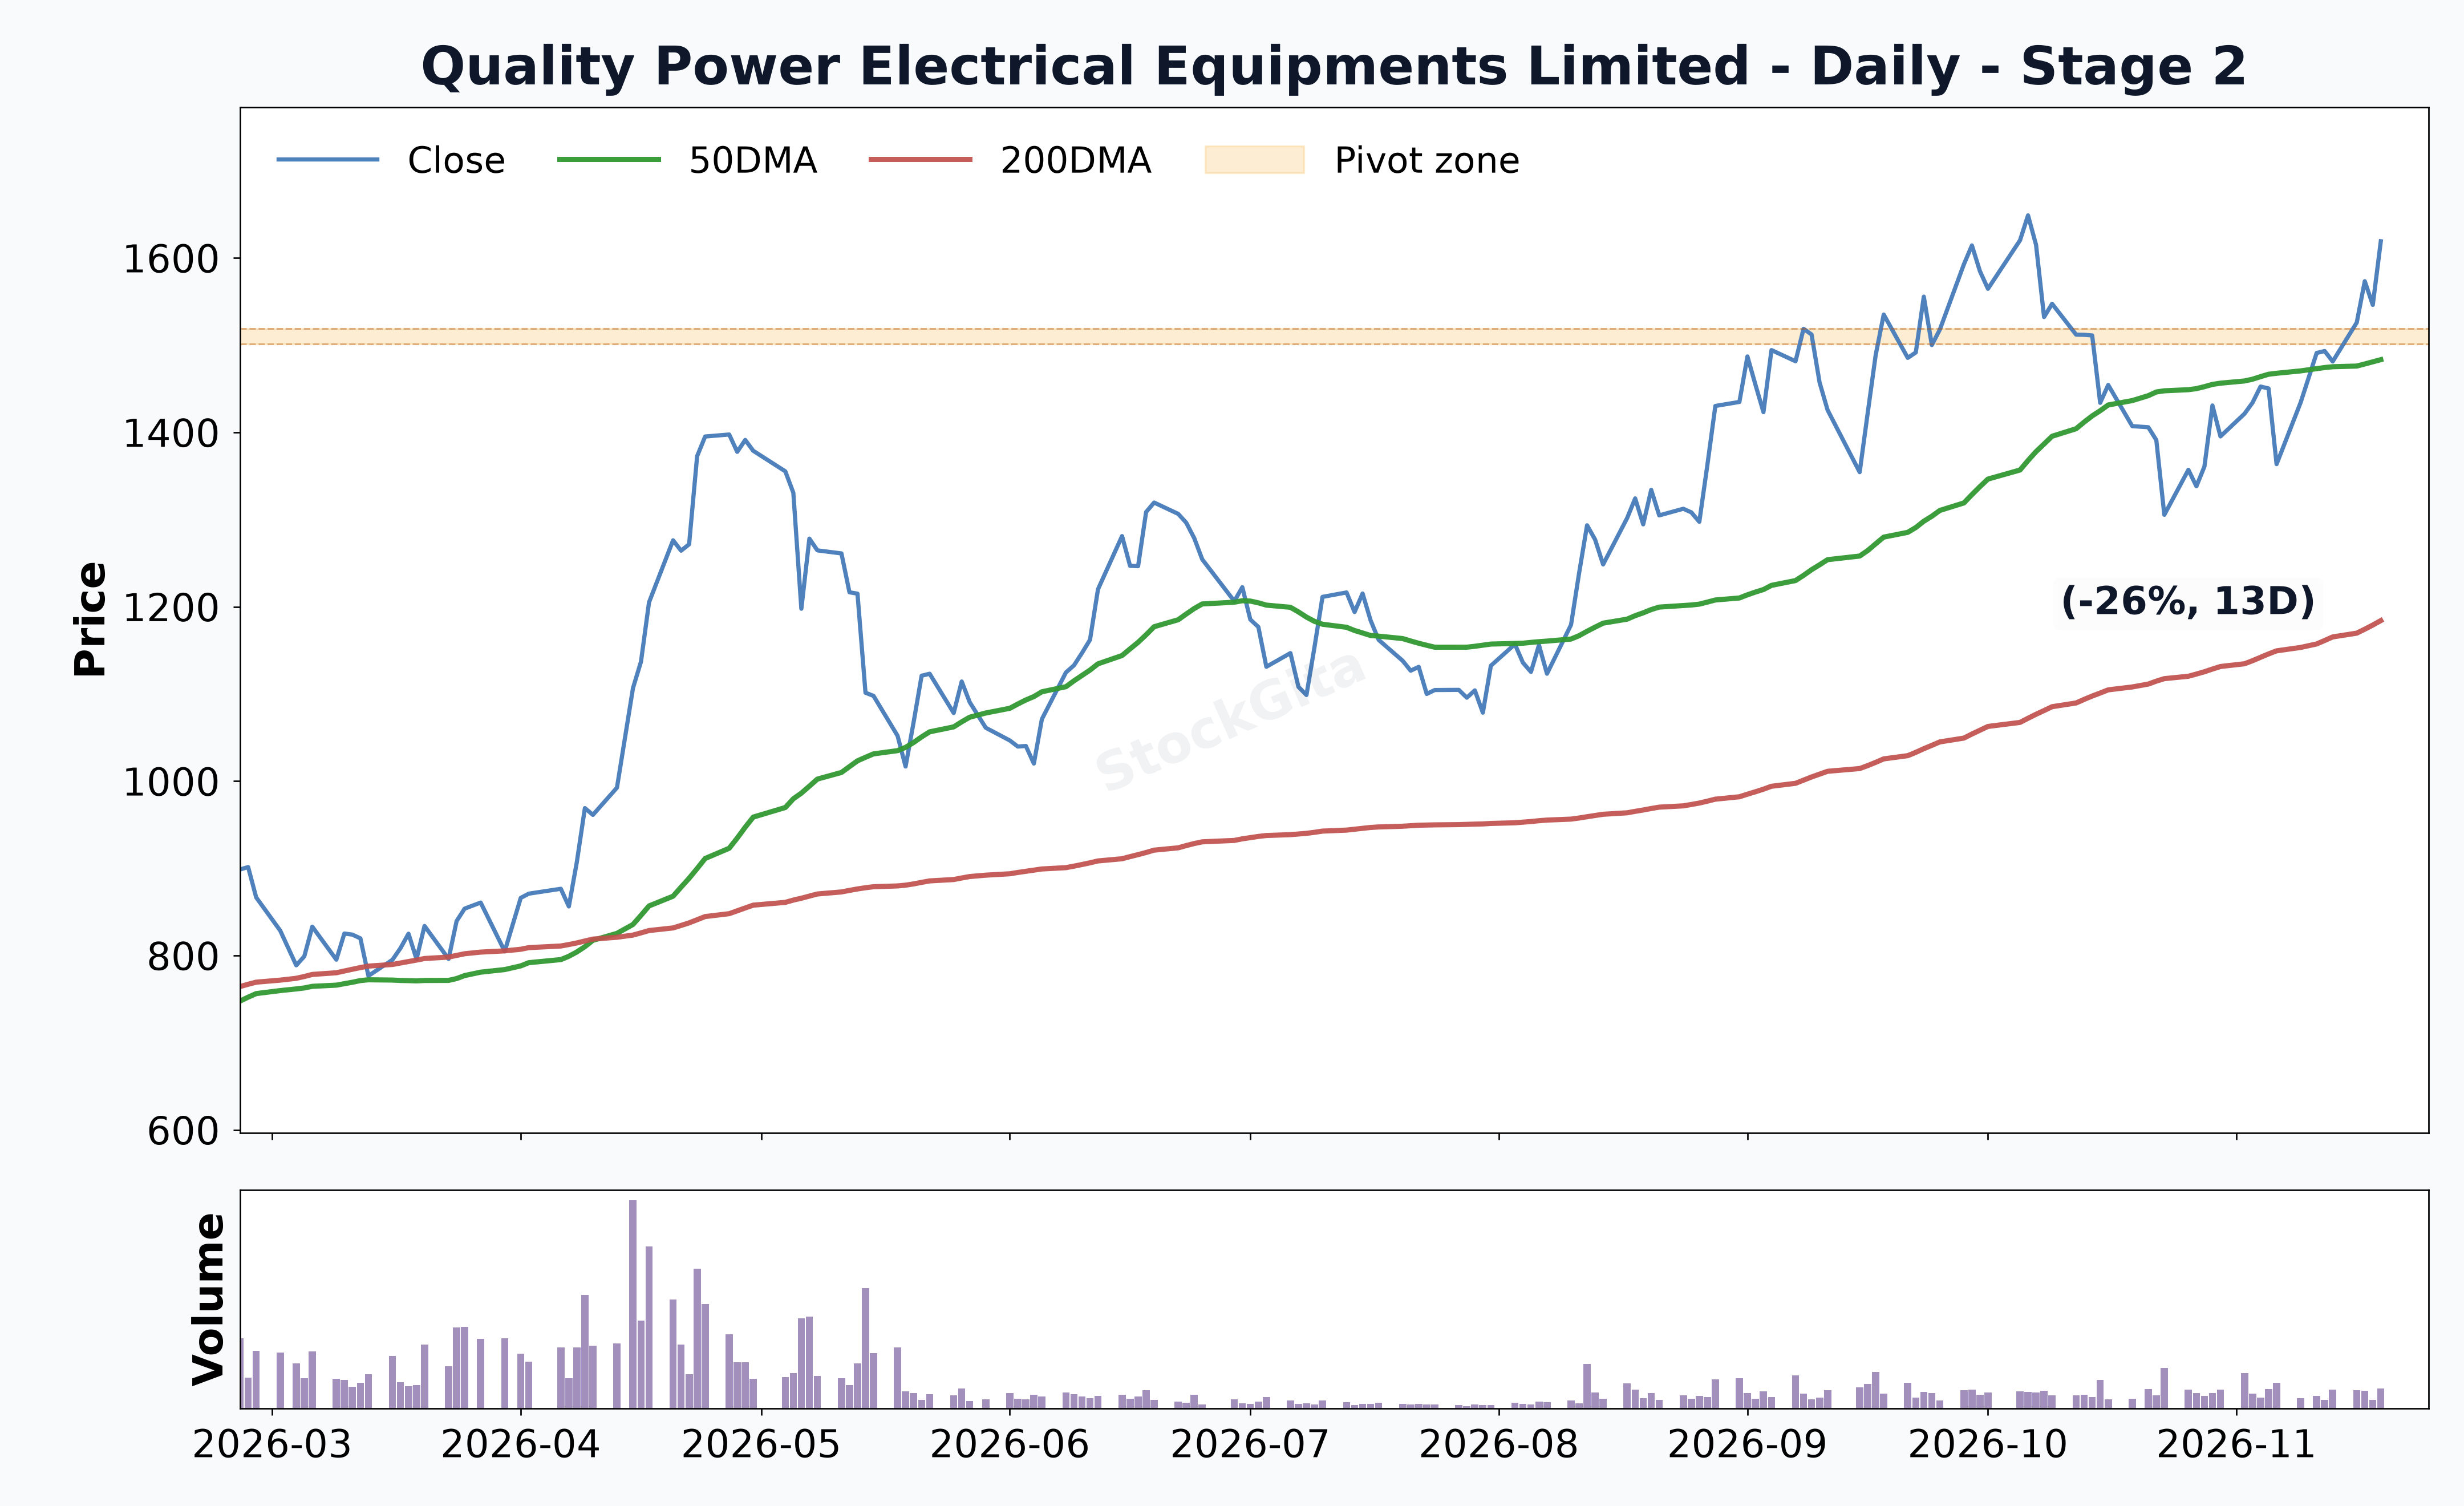 Quality Power Electrical Equipments Limited - Daily - Stage 2
Close 50DMA 200DMA Pivot zone
Price
1600
1400
1200
1000
800
600
(-26%, 13D)
StockGita
Volume
2026-03 2026-04 2026-05 2026-06 2026-07 2026-08 2026-09 2026-10 2026-11